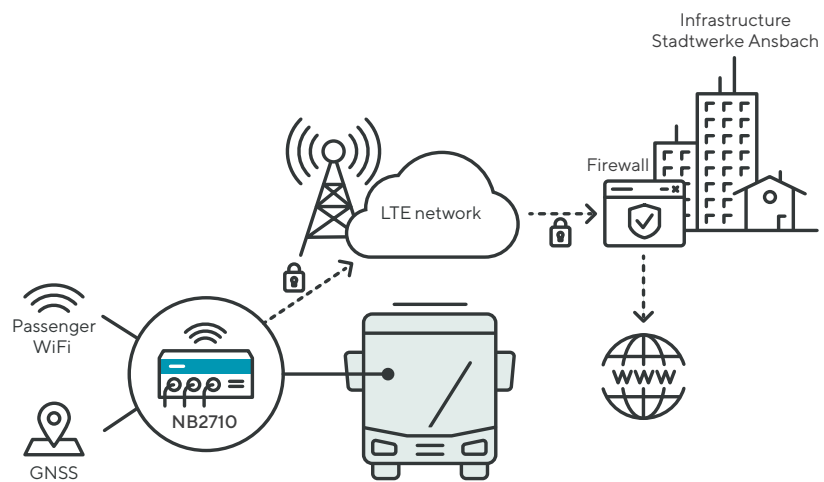 Infrastructure
Stadtwerke Ansbach
Firewall
LTE network
Passenger
WiFi
NB2710
WWW
GNSS